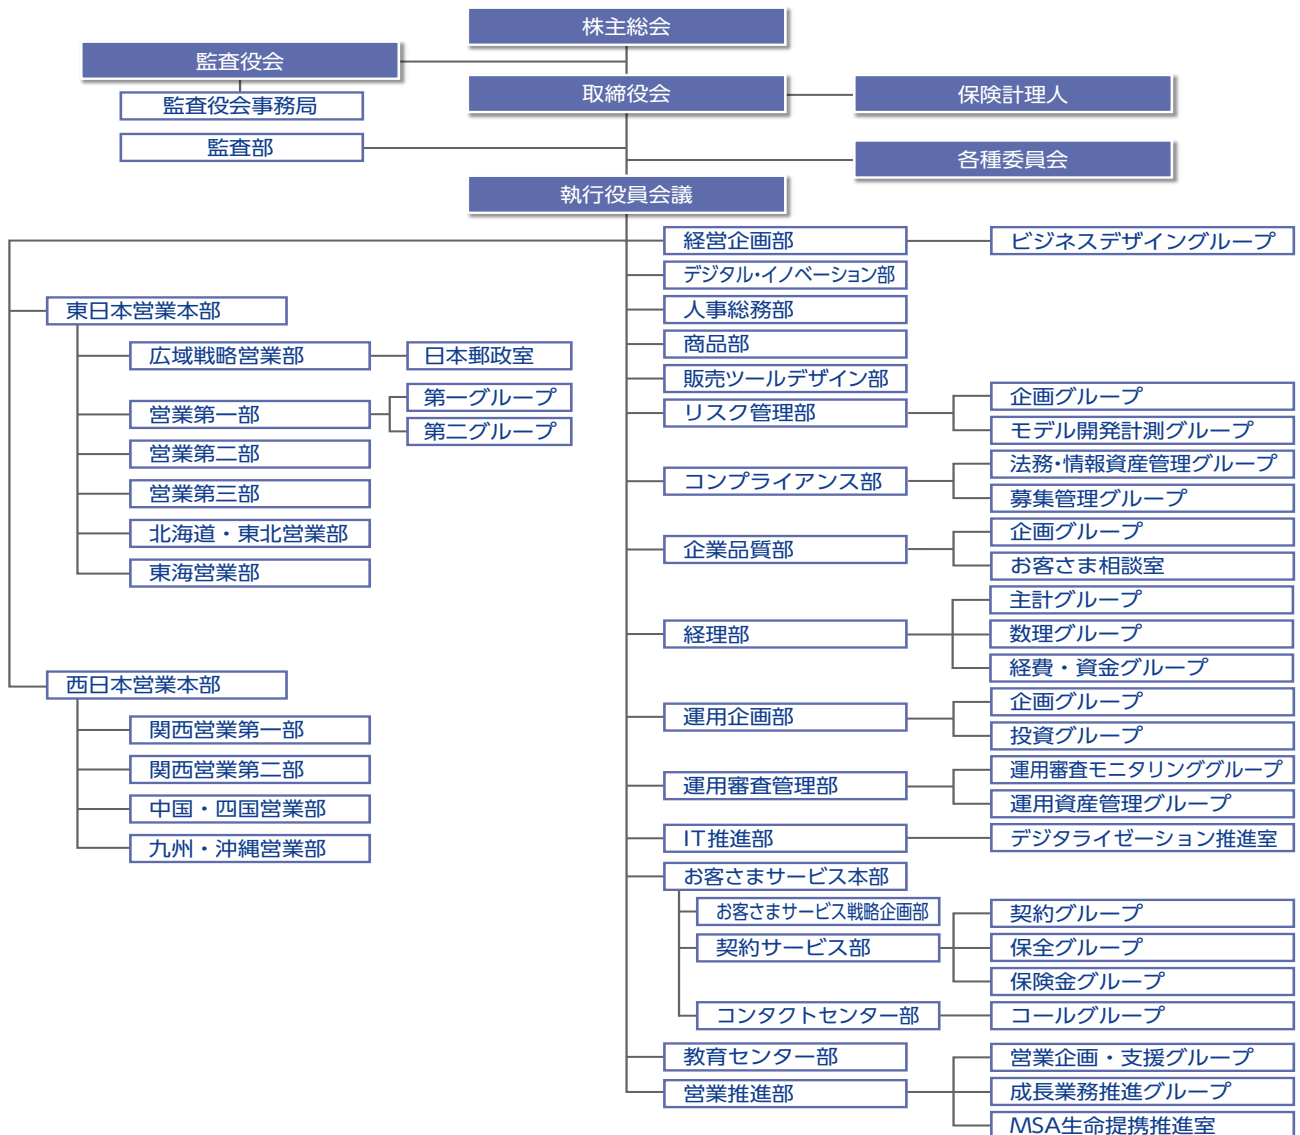 株主総会
監査役会
取締役会
保険計理人
監査役会事務局
監査部
各種委員会
執行役員会議
東日本営業本部
広域戦略営業部
日本郵政室
営業第一部
第一グループ
第二グループ
営業第二部
営業第三部
北海道・東北営業部
東海営業部
西日本営業本部
関西営業第一部
関西営業第二部
中国・四国営業部
九州・沖縄営業部
経営企画部
ビジネスデザイングループ
デジタル・イノベーション部
人事総務部
商品部
販売ツールデザイン部
リスク管理部
企画グループ
モデル開発計測グループ
コンプライアンス部
法務・情報資産管理グループ
募集管理グループ
企業品質部
企画グループ
お客さま相談室
経理部
主計グループ
数理グループ
経費・資金グループ
運用企画部
企画グループ
投資グループ
運用審査管理部
運用審査モニタリンググループ
運用資産管理グループ
IT推進部
デジタライゼーション推進室
お客さまサービス本部
お客さまサービス戦略企画部
契約サービス部
契約グループ
保全グループ
保険金グループ
コンタクトセンター部
コールグループ
教育センター部
営業推進部
営業企画・支援グループ
成長業務推進グループ
MSA生命提携推進室